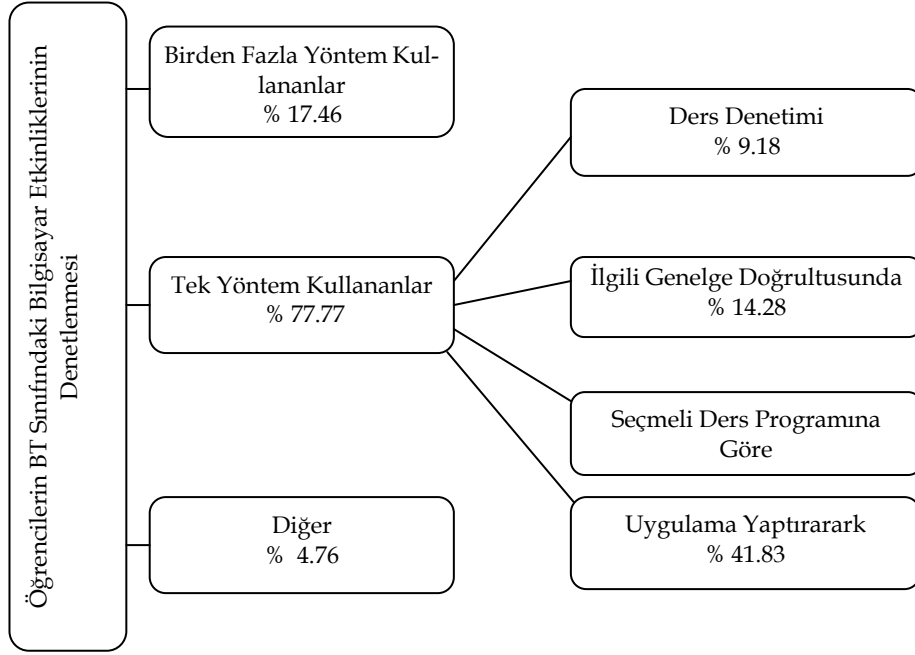 Öğrencilerin BT Sınıfındaki Bilgisayar Etkinliklerinin
Denetlenmesi
Birden Fazla Yöntem Kul-
lananlar
% 17.46
Tek Yöntem Kullananlar
% 77.77
Diğer
% 4.76
Ders Denetimi
% 9.18
İlgili Genelge Doğrultusunda
% 14.28
Seçmeli Ders Programına
Göre
Uygulama Yaptırarark
% 41.83